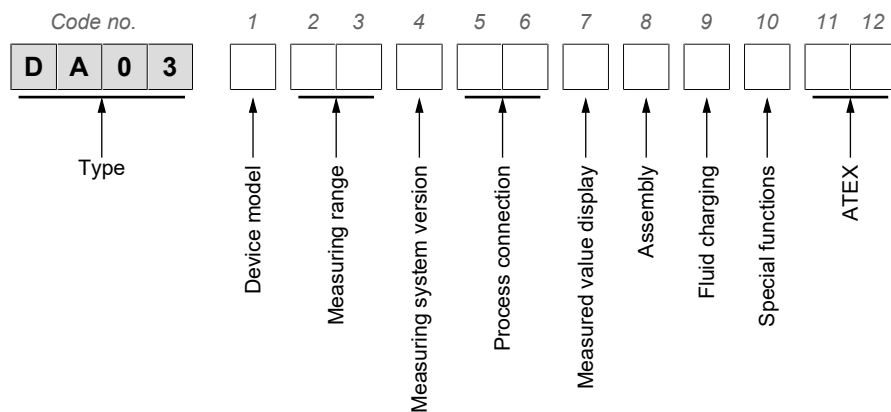 Code no. 1 2 3 4 5 6 7 8 9 10 11 12
D A 0 3
Type
Device model
Measuring range
Measuring system version
Process connection
Measured value display
Assembly
Fluid charging
Special functions
ATEX